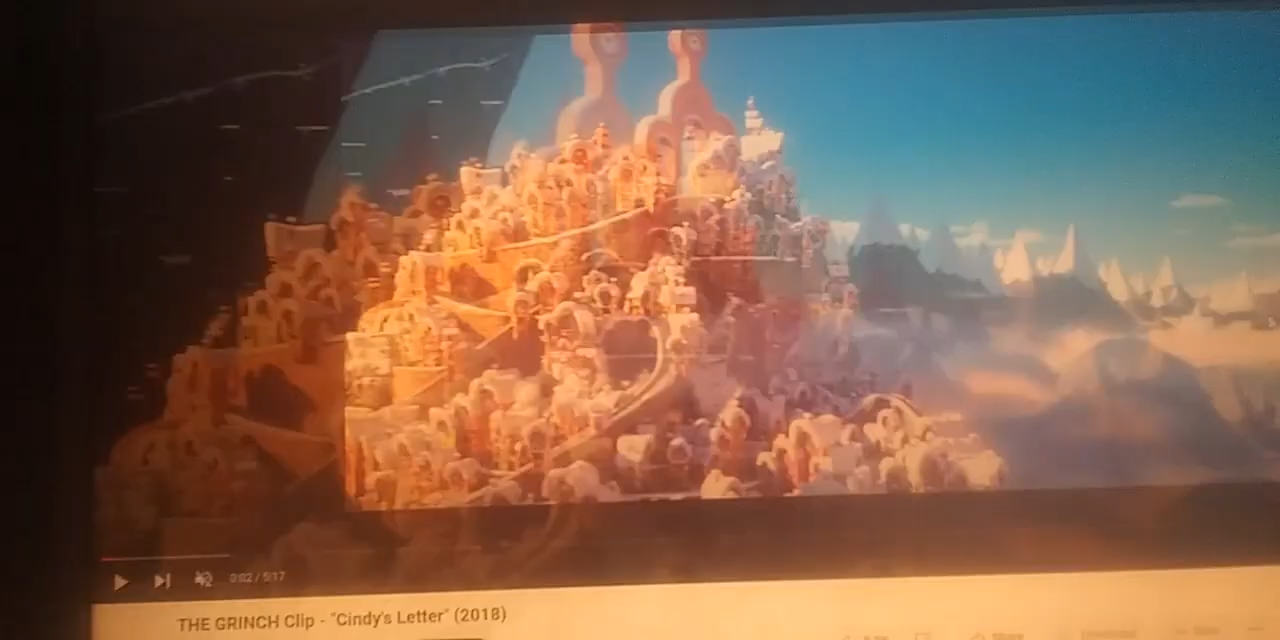 0:02 / 5:17
THE GRINCH Clip - "Cindy's Letter" (2018)